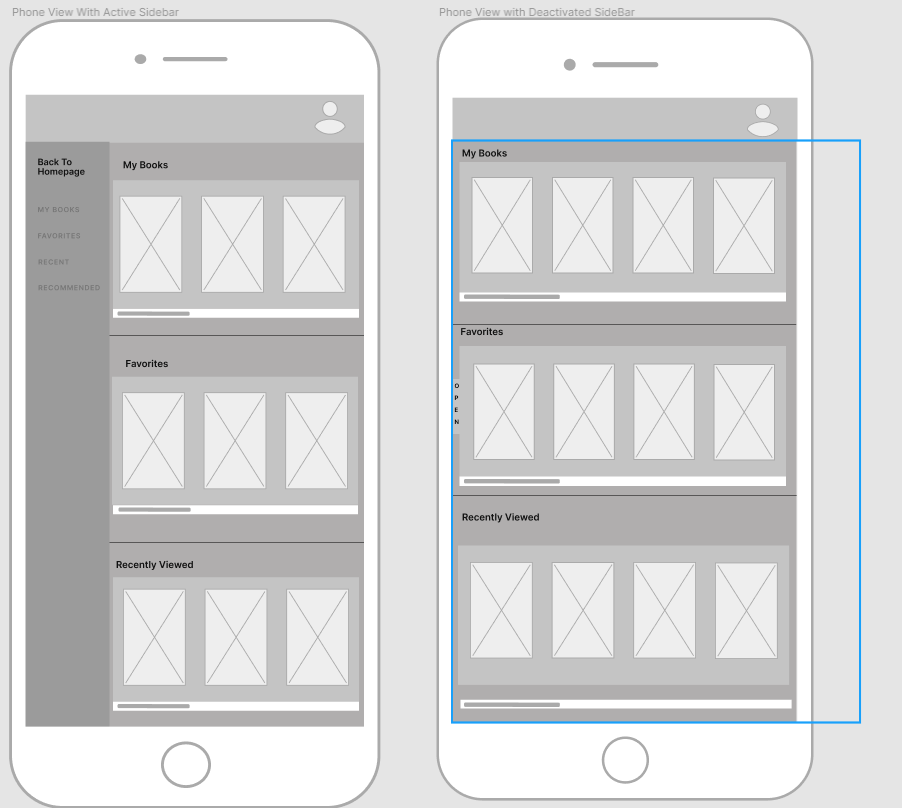 Phone View With Active Sidebar
Back To
Homepage
MY BOOKS
FAVORITES
RECENT
RECOMMENDED
My Books
Favorites
Recently Viewed
Phone View with Deactivated SideBar
My Books
Favorites
O
P
E
N
Recently Viewed